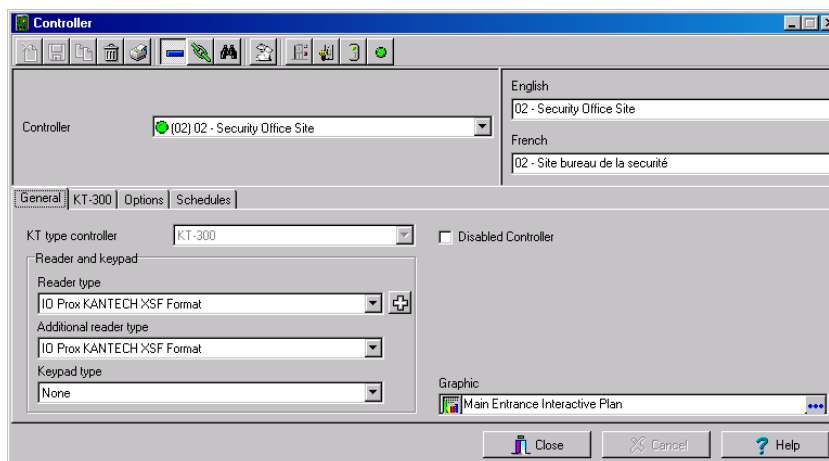 Controller
English
02 - Security Office Site
Controller
(02) 02 - Security Office Site
French
02 - Site bureau de la securité
General KT-300 Options Schedules
KT type controller
KT-300
Disabled Controller
Reader and keypad
Reader type
IO Prox KANTECH XSF Format
Additional reader type
IO Prox KANTECH XSF Format
Keypad type
None
Graphic
Main Entrance Interactive Plan
Close
Cancel
Help